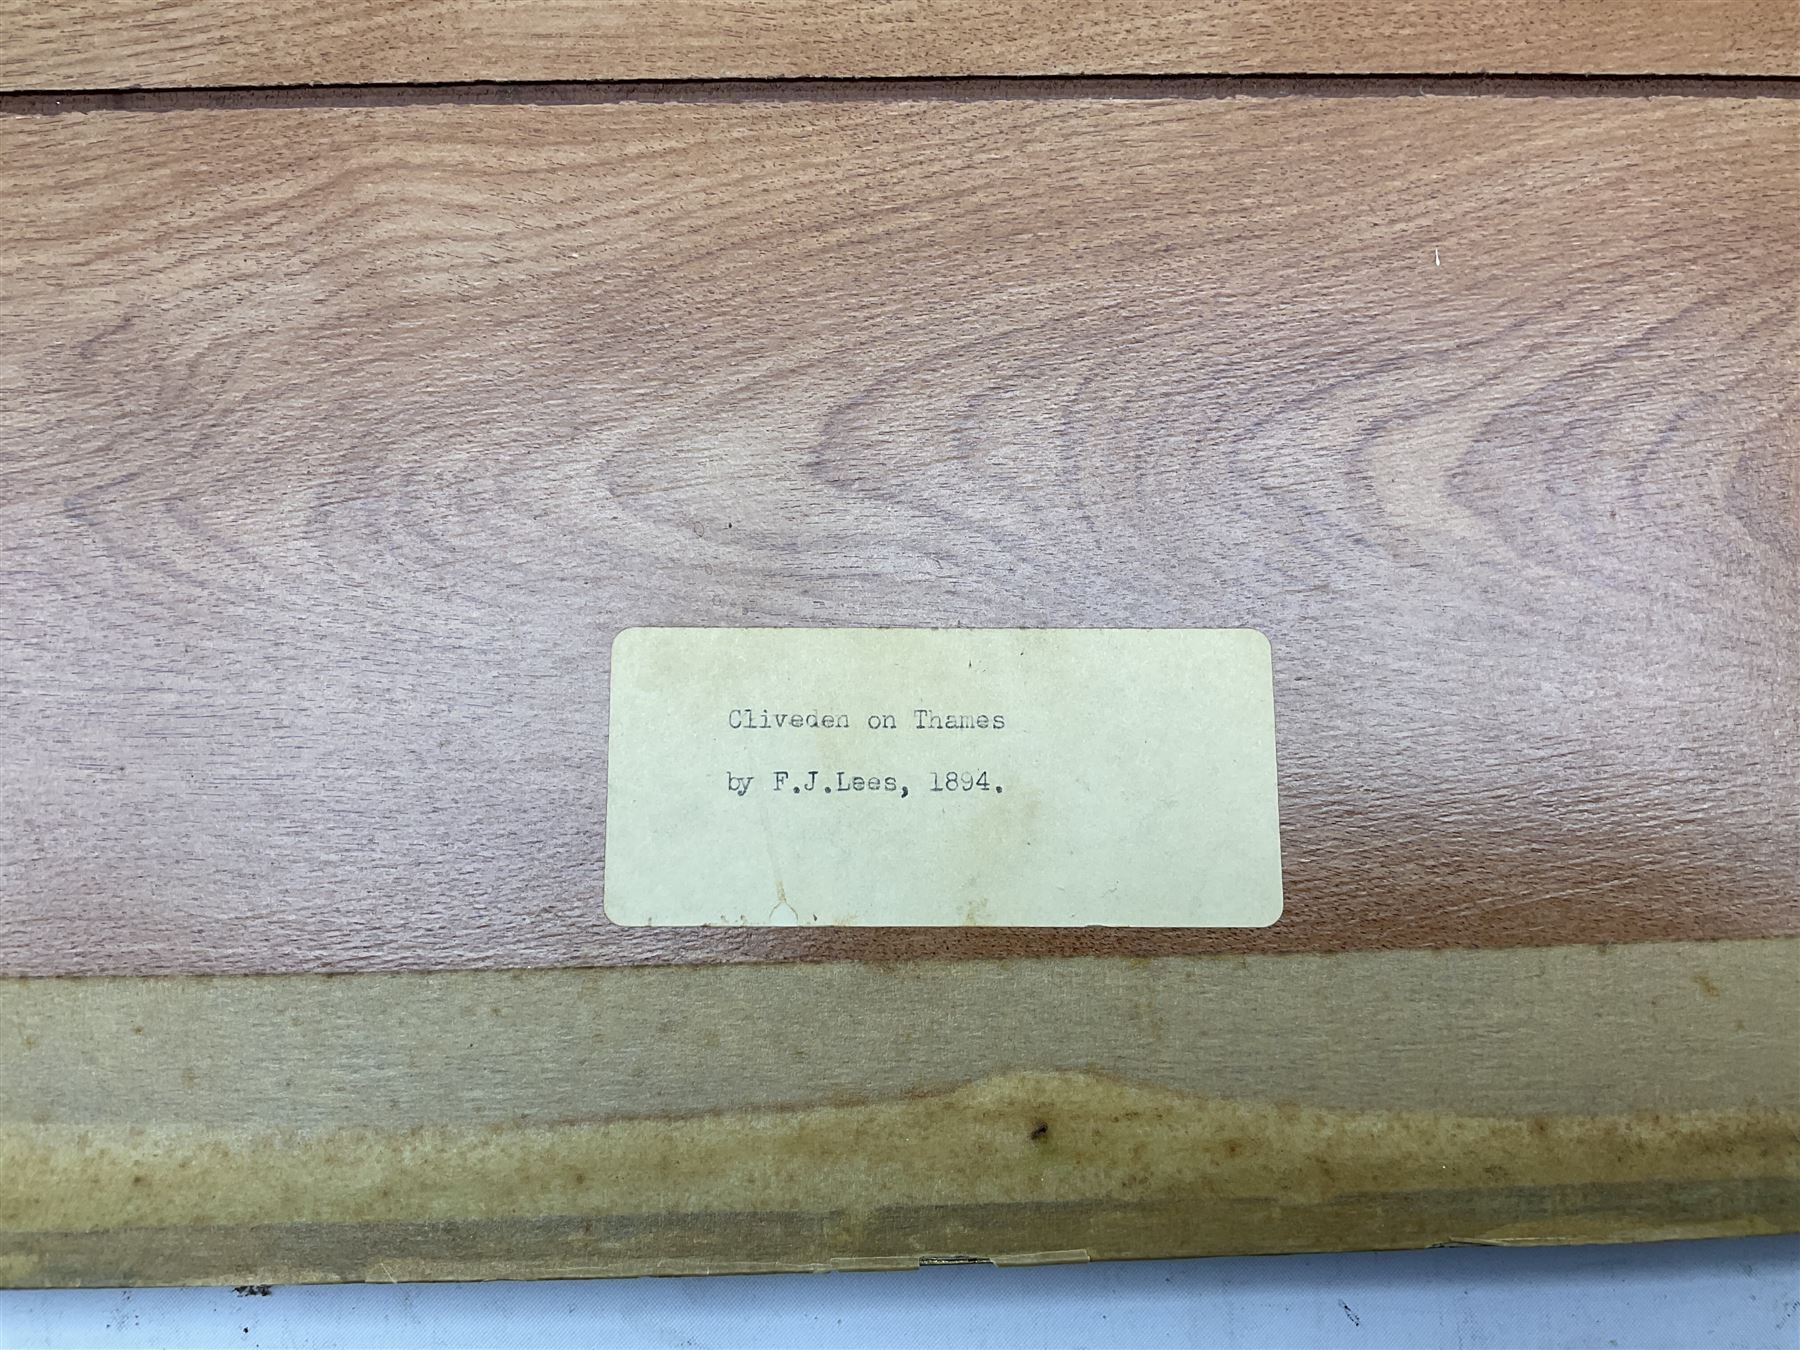 Cliveden on Thames
by F.J.Lees, 1894.